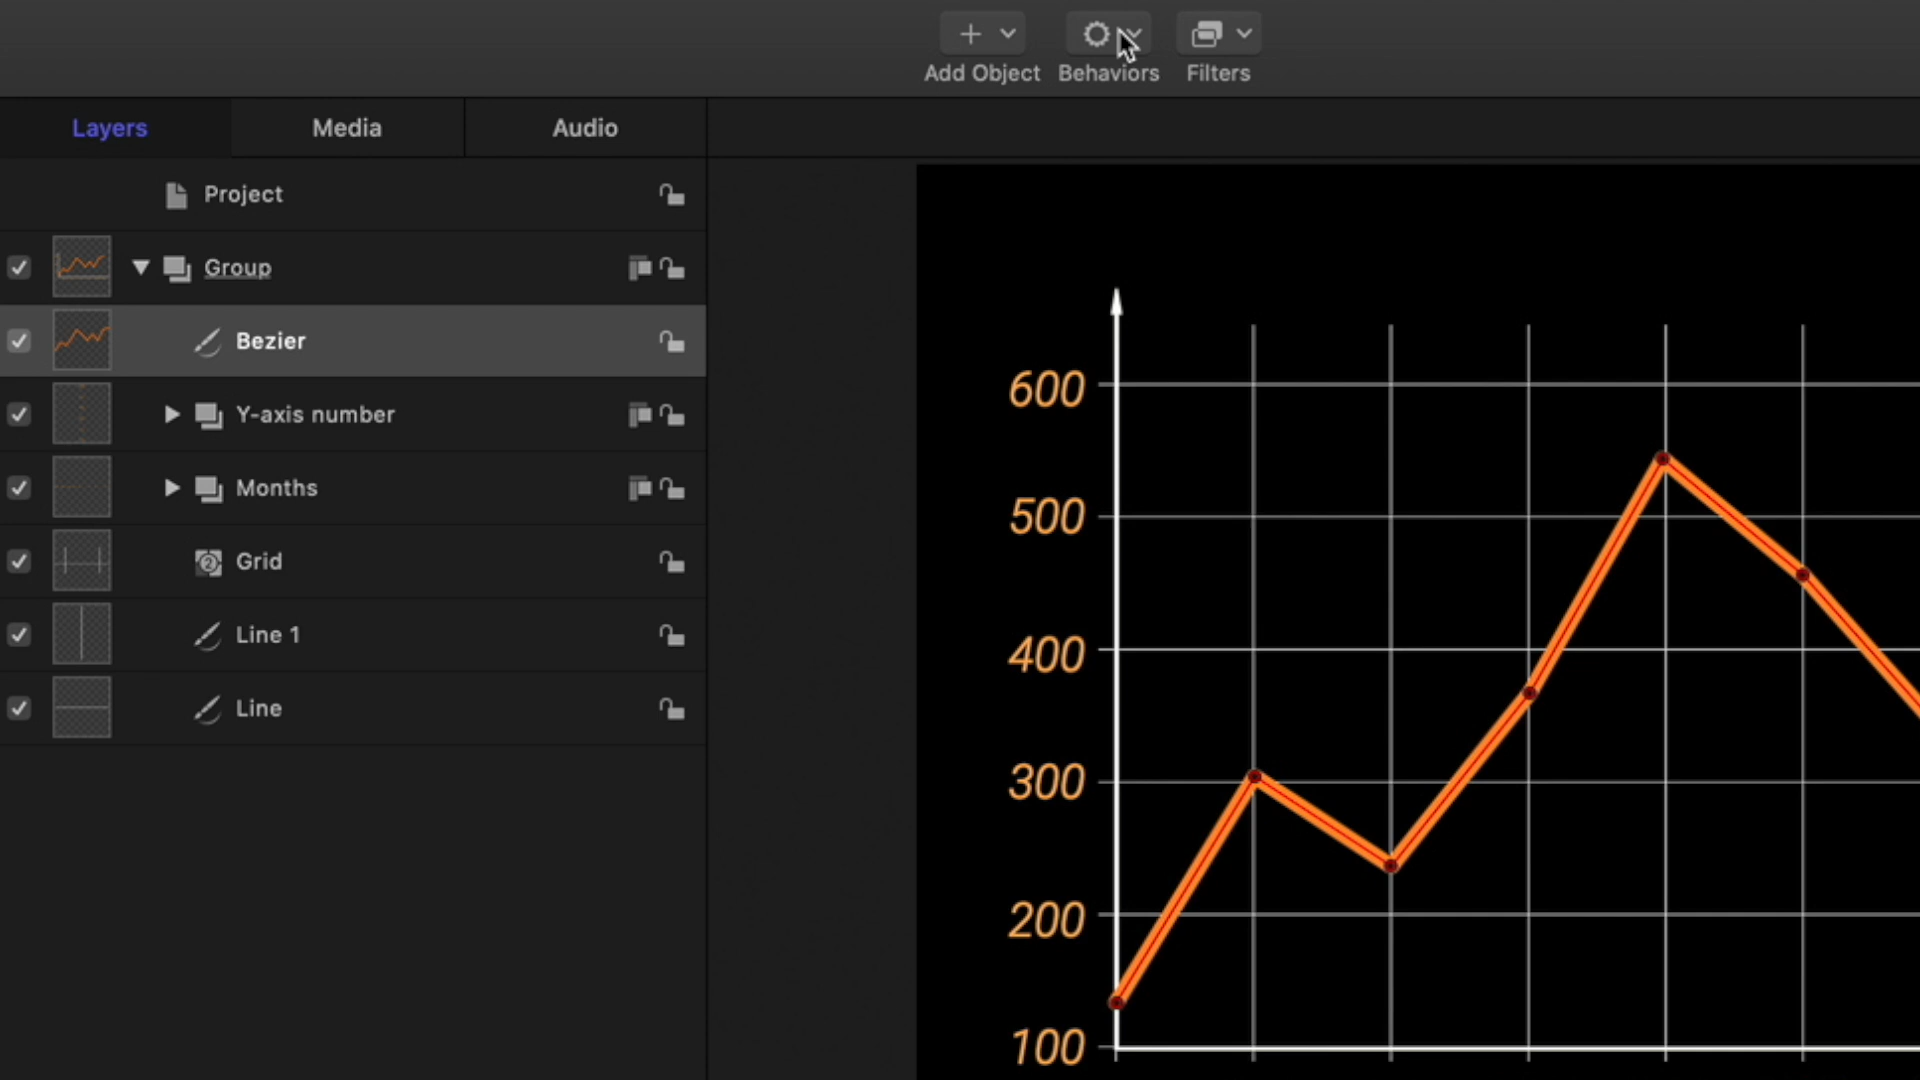 Add Object
Behaviors
Filters
Layers
Media
Audio
Project
Group
Bezier
Y-axis number
Months
Grid
Line 1
Line
600
500
400
300
200
100